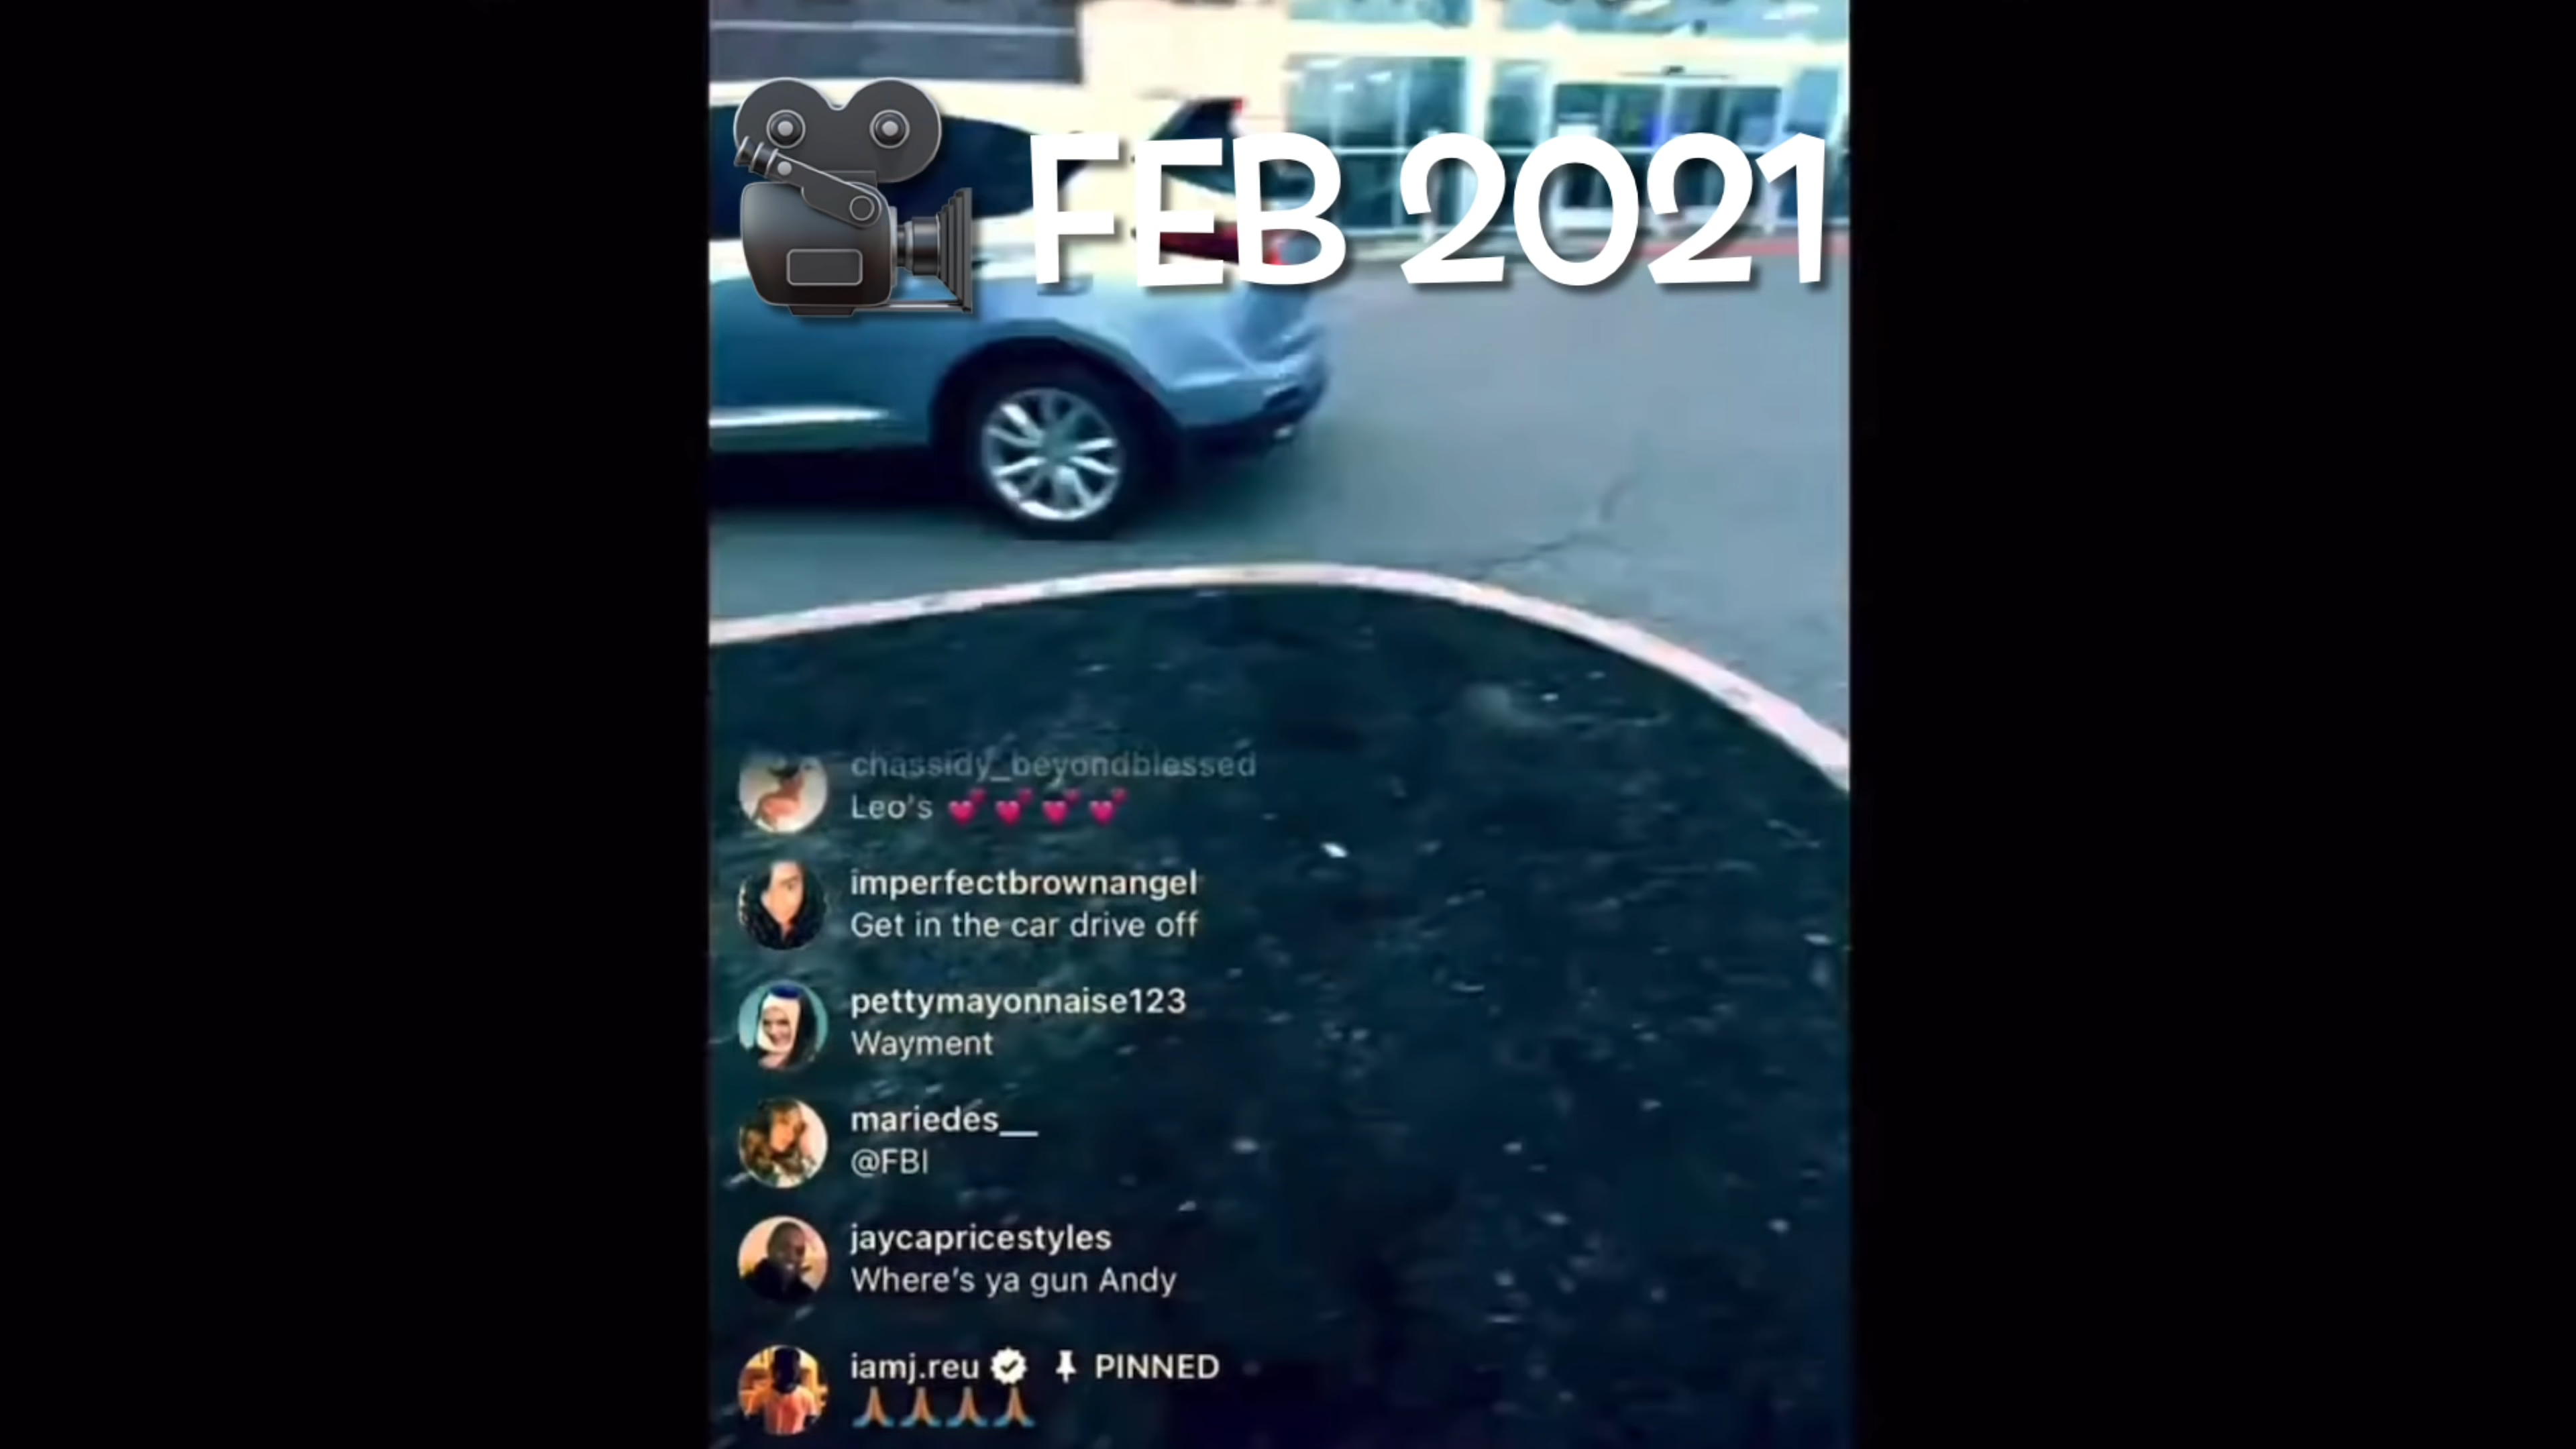 FEB 2021
chassidy_beyondblessed
Leo's 💕 💕 💕 💕
imperfectbrownangel
Get in the car drive off
pettymayonnaise123
Wayment
mariedes__
@FBI
jaycapricestyles
Where's ya gun Andy
iamj.reu PINNED
🙏🏽🙏🏽🙏🏽🙏🏽